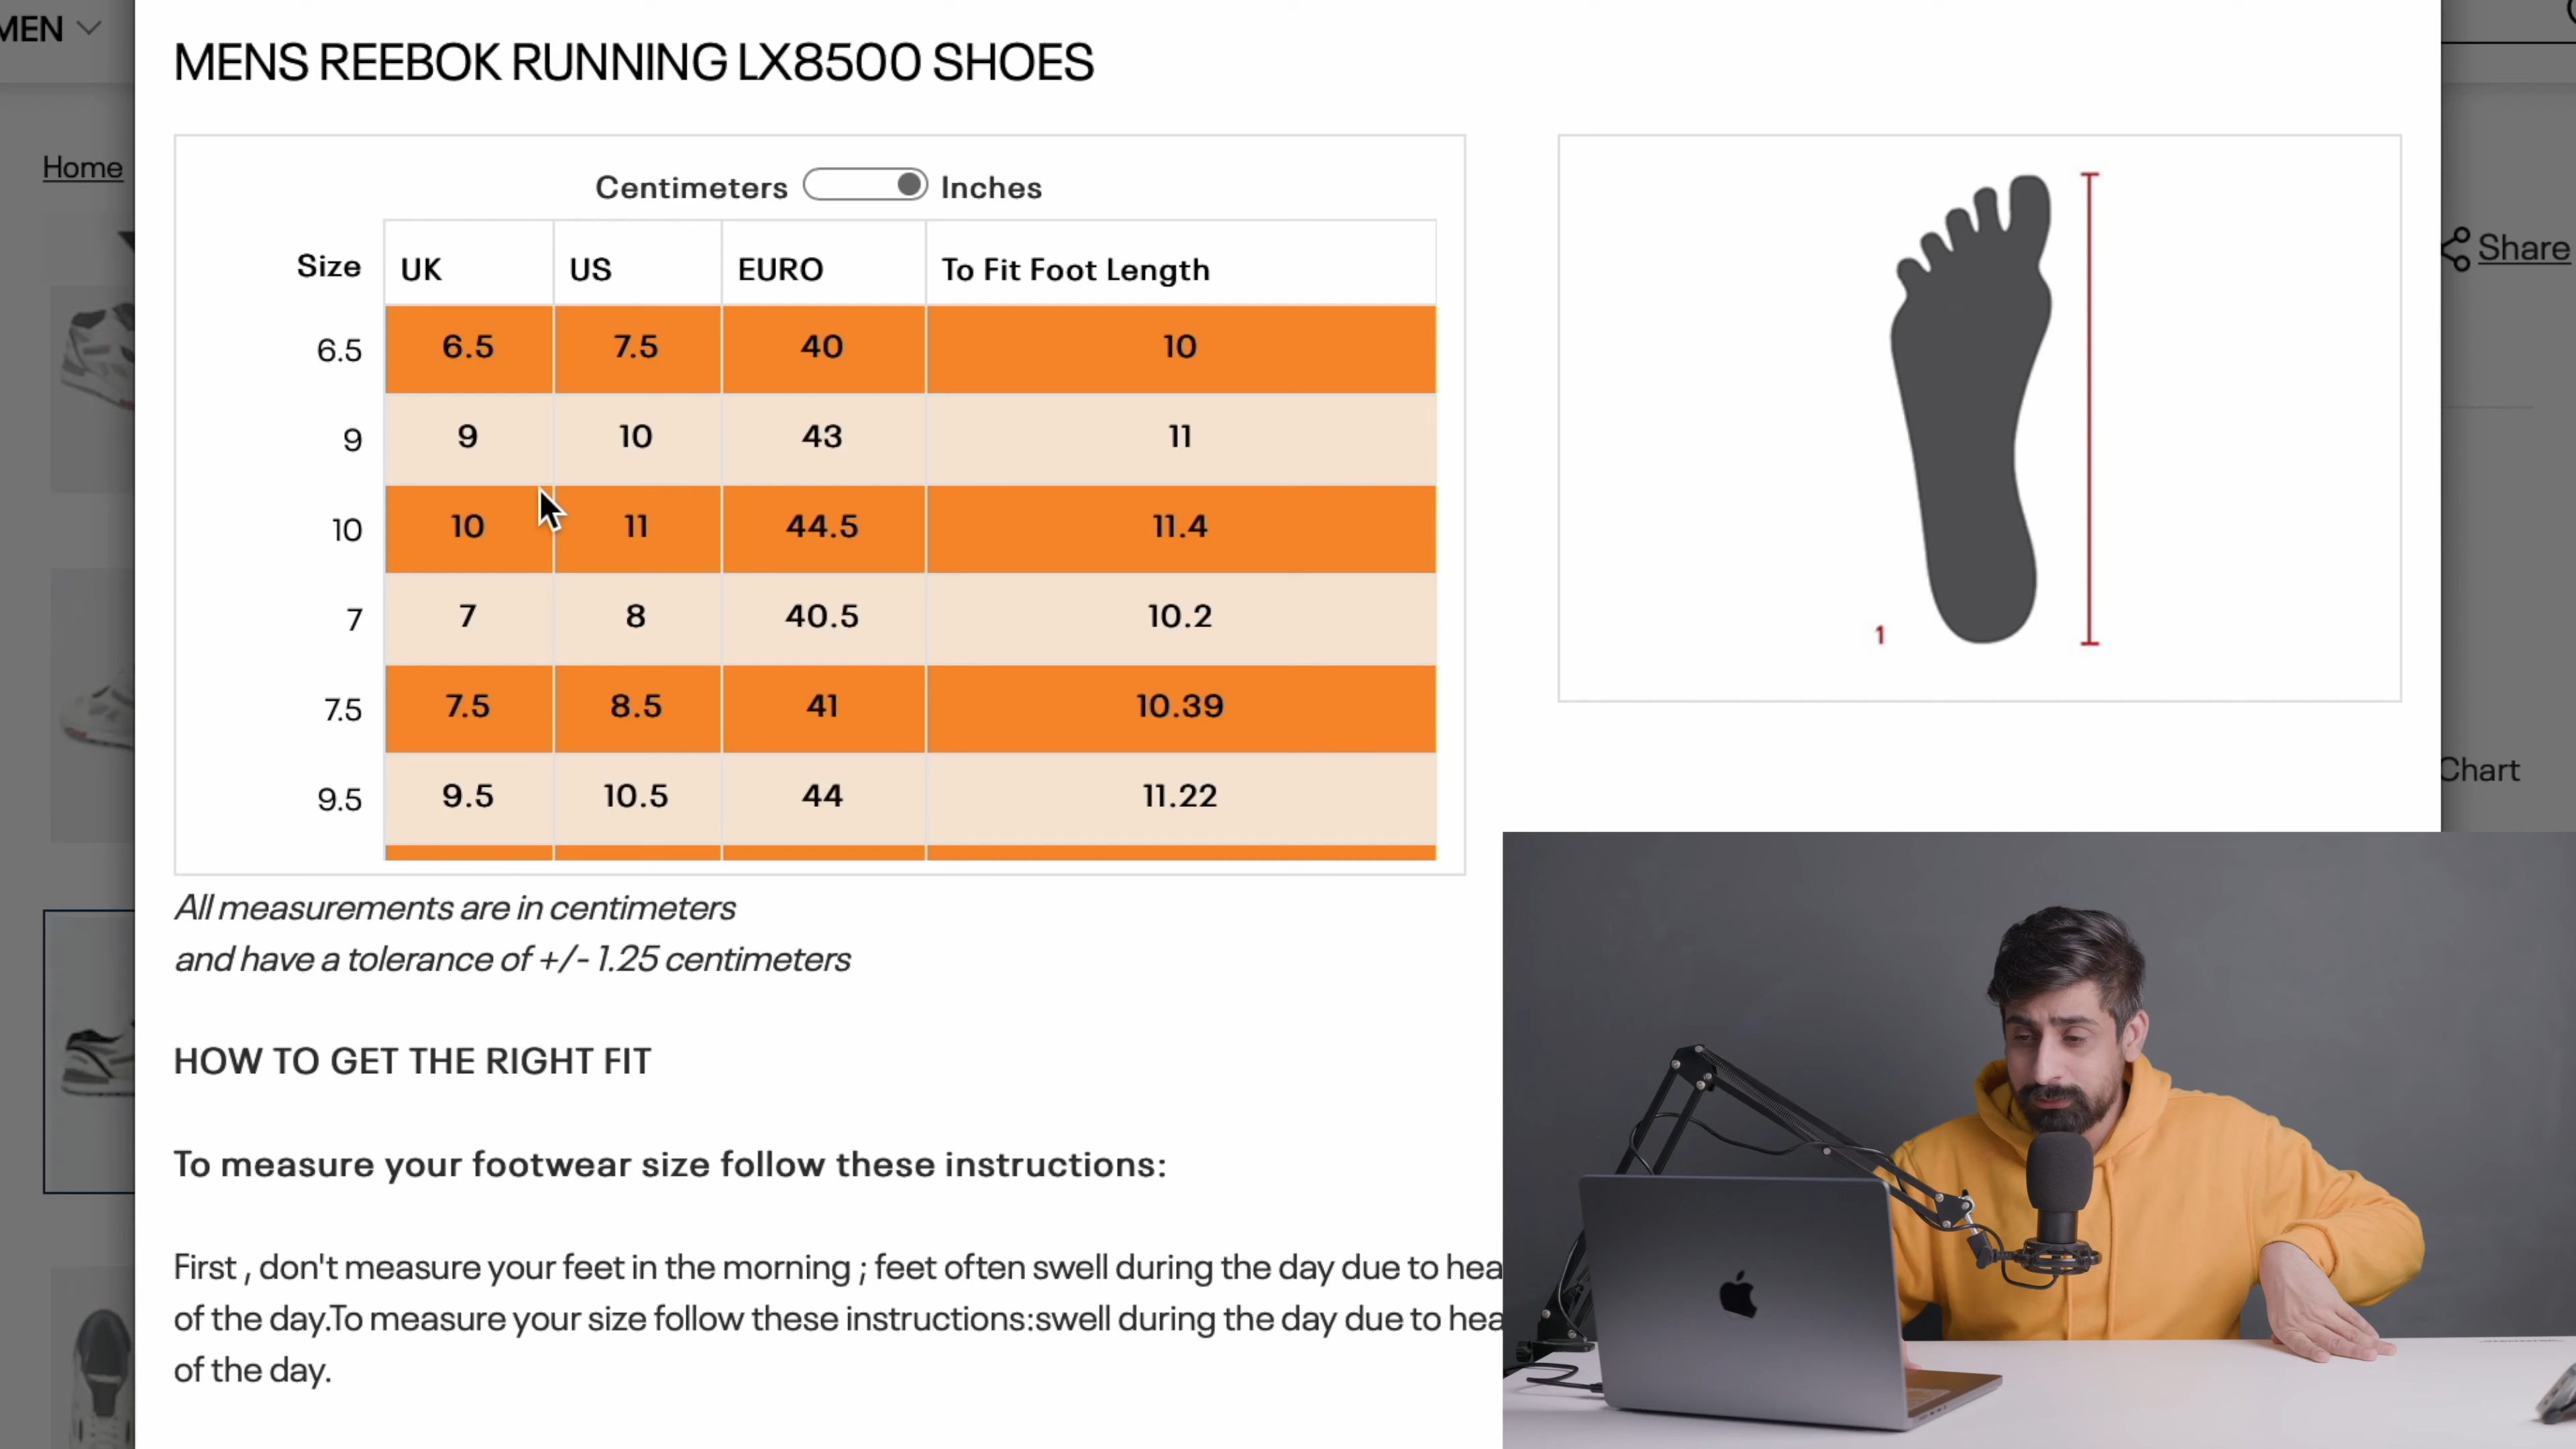 MEN
MENS REEBOK RUNNING LX8500 SHOES
Home
Centimeters Inches
Size UK US EURO To Fit Foot Length
6.5 6.5 7.5 40 10
9 9 10 43 11
10 10 11 44.5 11.4
7 7 8 40.5 10.2
7.5 7.5 8.5 41 10.39
9.5 9.5 10.5 44 11.22
1
Share
Chart
All measurements are in centimeters
and have a tolerance of +/- 1.25 centimeters
HOW TO GET THE RIGHT FIT
To measure your footwear size follow these instructions:
First , don't measure your feet in the morning ; feet often swell during the day due to hea
of the day.To measure your size follow these instructions:swell during the day due to hea
of the day.